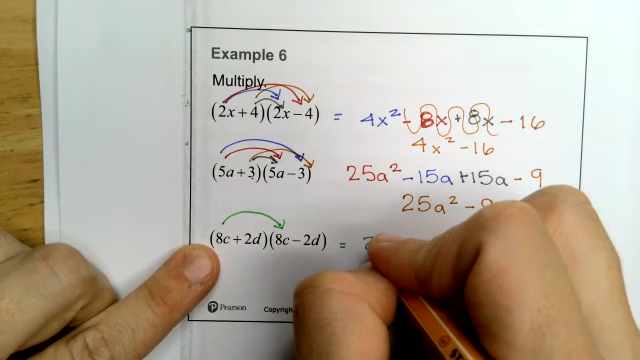 Example 6
Multiply.
(2x + 4)(2x − 4) = 4x² − 8x + 8x − 16
4x² − 16
(5a + 3)(5a − 3) 25a² − 15a + 15a − 9
25a² − 9
(8c + 2d)(8c − 2d) =
Pearson